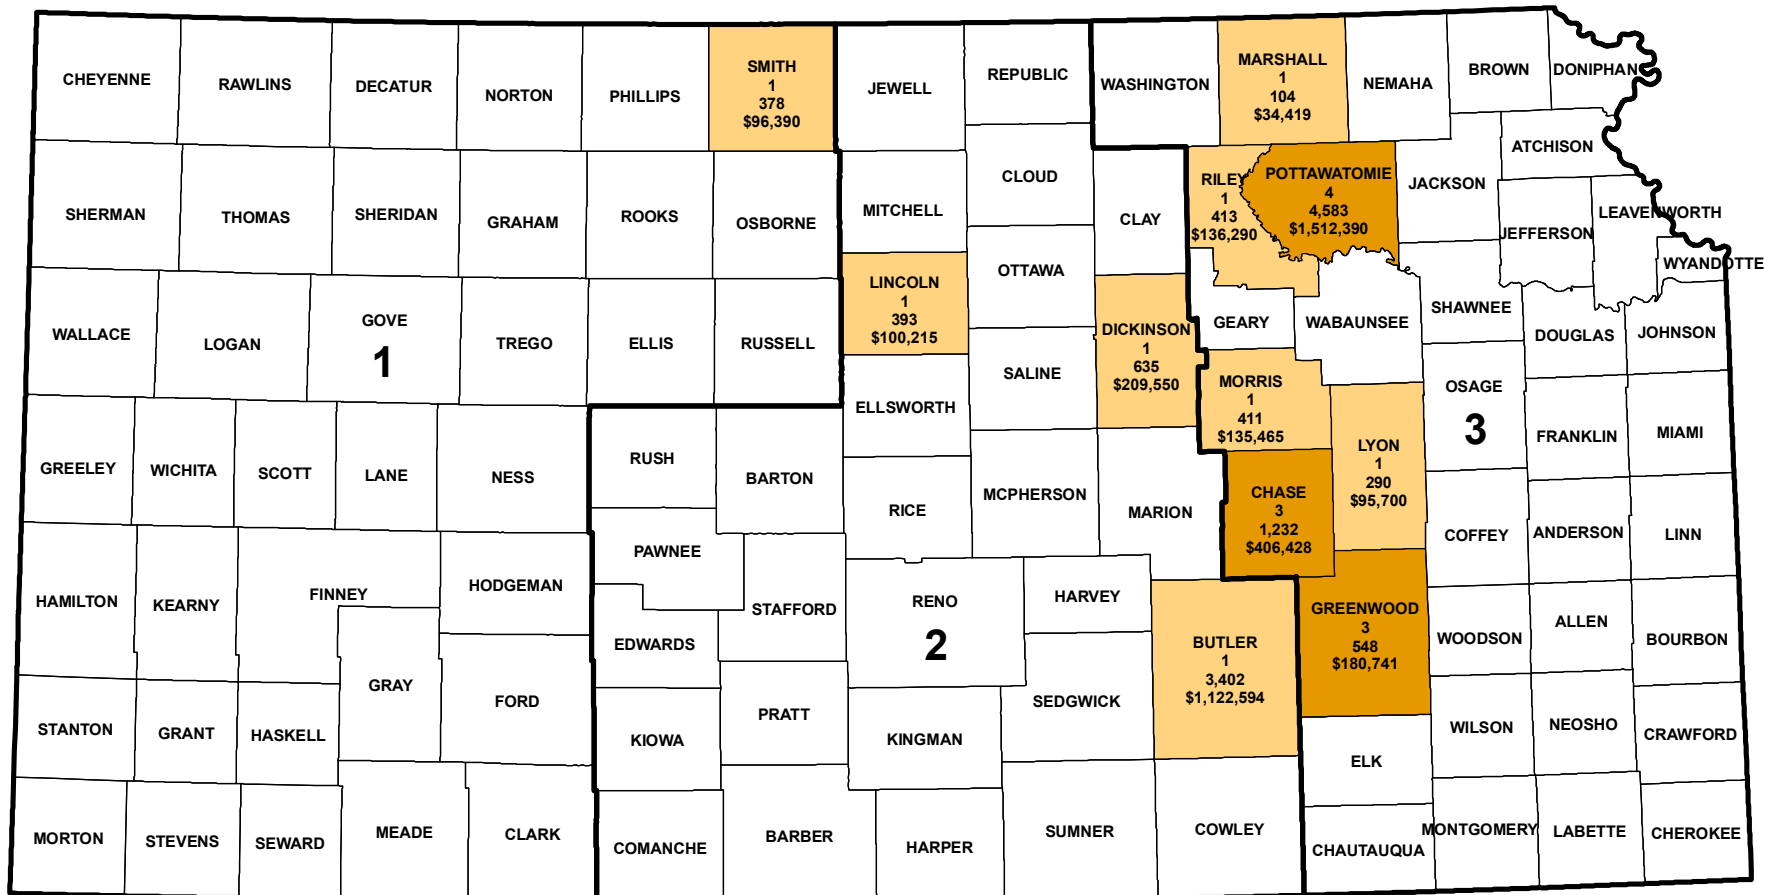 CHEYENNE
RAWLINS
DECATUR
NORTON
PHILLIPS
SMITH
1
378
$96,390
JEWELL
REPUBLIC
WASHINGTON
MARSHALL
1
104
$34,419
NEMAHA
BROWN
DONIPHAN
SHERMAN
THOMAS
SHERIDAN
GRAHAM
ROOKS
OSBORNE
MITCHELL
CLOUD
CLAY
RILEY
1
413
$136,290
POTTAWATOMIE
4
4,583
$1,512,390
JACKSON
ATCHISON
JEFFERSON
LEAVENWORTH
WYANDOTTE
WALLACE
LOGAN
GOVE
1
TREGO
ELLIS
RUSSELL
LINCOLN
1
393
$100,215
OTTAWA
SALINE
DICKINSON
1
635
$209,550
GEARY
WABAUNSEE
SHAWNEE
DOUGLAS
JOHNSON
GREELEY
WICHITA
SCOTT
LANE
NESS
RUSH
BARTON
ELLSWORTH
RICE
MCPHERSON
MARION
MORRIS
1
411
$135,465
LYON
1
290
$95,700
OSAGE
3
FRANKLIN
MIAMI
CHASE
3
1,232
$406,428
COFFEY
ANDERSON
LINN
HAMILTON
KEARNY
FINNEY
HODGEMAN
PAWNEE
STAFFORD
EDWARDS
RENO
2
HARVEY
BUTLER
1
3,402
$1,122,594
GREENWOOD
3
548
$180,741
WOODSON
ALLEN
BOURBON
STANTON
GRANT
HASKELL
GRAY
FORD
KIOWA
PRATT
KINGMAN
SEDGWICK
ELK
WILSON
NEOSHO
CRAWFORD
MORTON
STEVENS
SEWARD
MEADE
CLARK
COMANCHE
BARBER
HARPER
SUMNER
COWLEY
CHAUTAUQUA
MONTGOMERY
LABETTE
CHEROKEE